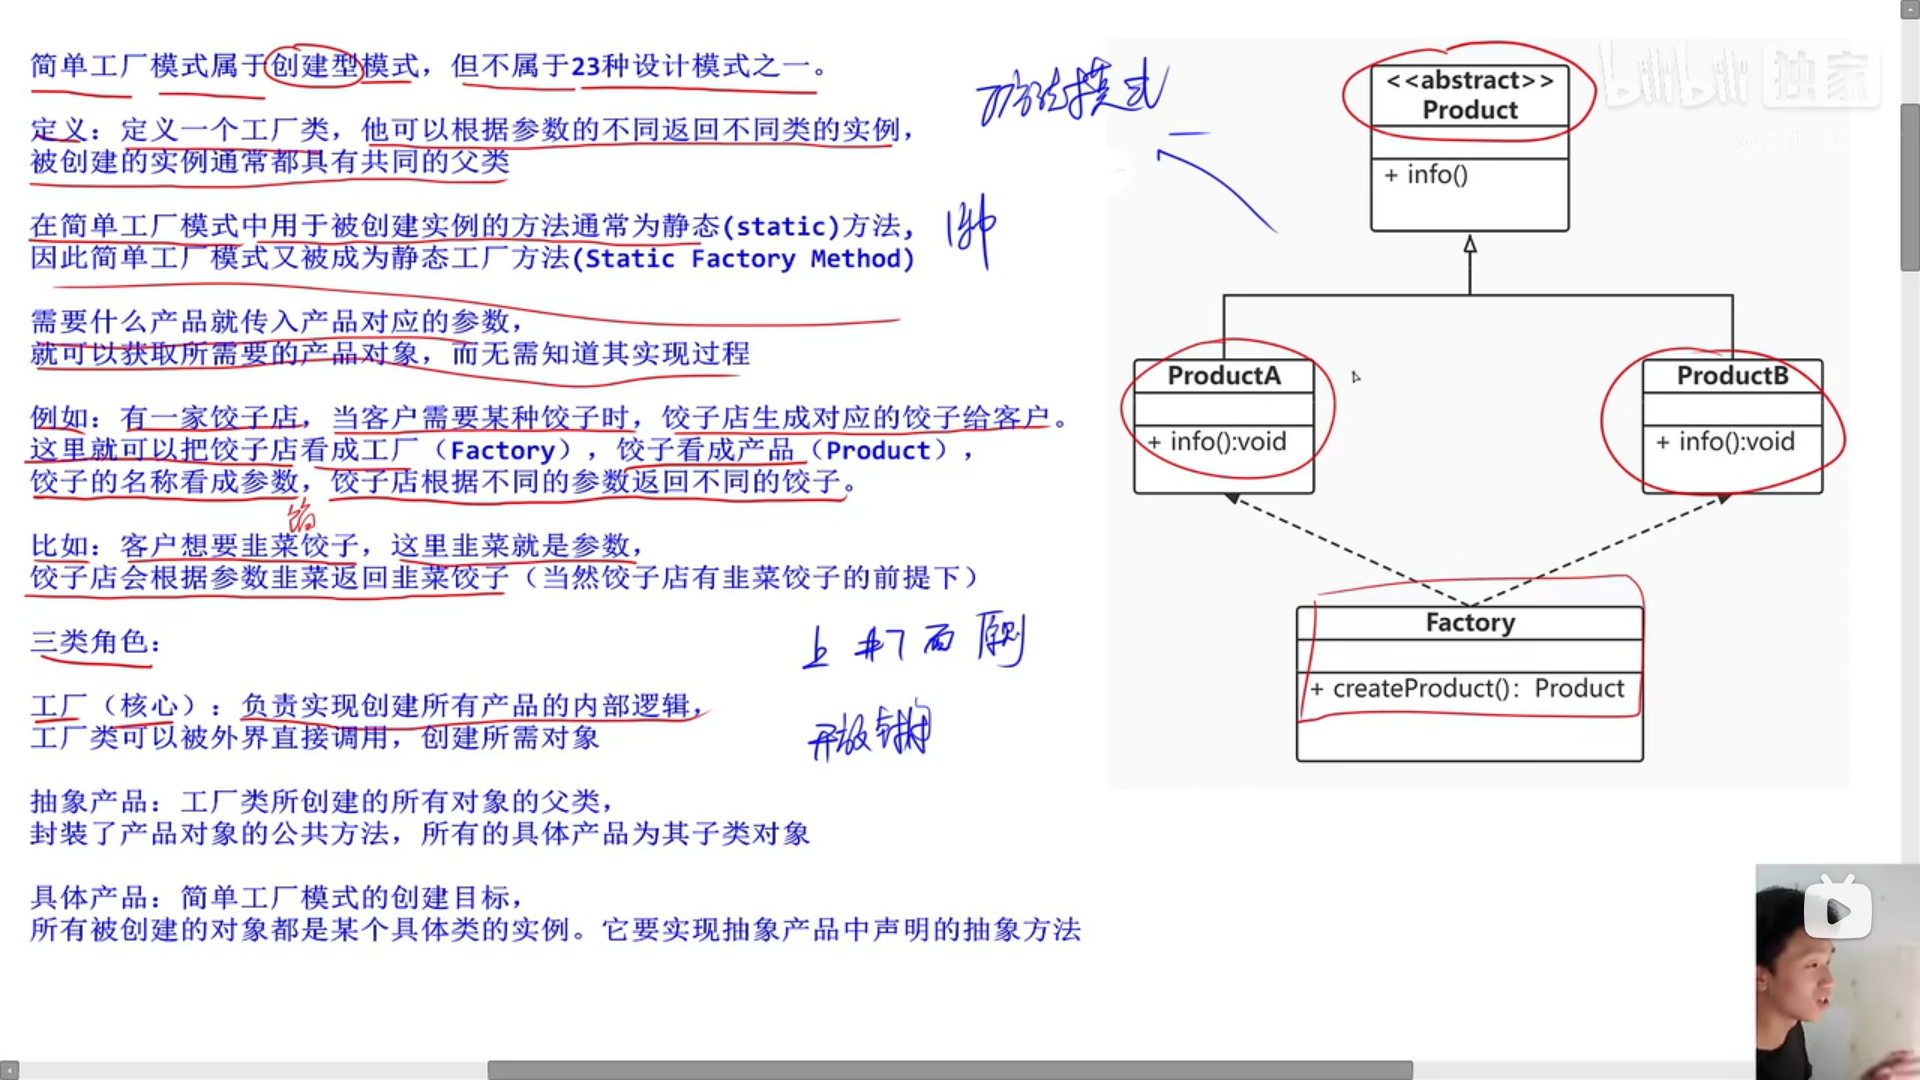 简单工厂模式属于创建型模式，但不属于23种设计模式之一。
定义：定义一个工厂类，他可以根据参数的不同返回不同类的实例，
被创建的实例通常都具有共同的父类
在简单工厂模式中用于被创建实例的方法通常为静态(static)方法，
因此简单工厂模式又被成为静态工厂方法(Static Factory Method)
需要什么产品就传入产品对应的参数，
就可以获取所需要的产品对象，而无需知道其实现过程
例如：有一家饺子店，当客户需要某种饺子时，饺子店生成对应的饺子给客户。
这里就可以把饺子店看成工厂（Factory），饺子看成产品（Product），
饺子的名称看成参数，饺子店根据不同的参数返回不同的饺子。
馅
比如：客户想要韭菜饺子，这里韭菜就是参数，
饺子店会根据参数韭菜返回韭菜饺子（当然饺子店有韭菜饺子的前提下）
三类角色：
工厂（核心）：负责实现创建所有产品的内部逻辑，
工厂类可以被外界直接调用，创建所需对象
抽象产品：工厂类所创建的所有对象的父类，
封装了产品对象的公共方法，所有的具体产品为其子类对象
具体产品：简单工厂模式的创建目标，
所有被创建的对象都是某个具体类的实例。它要实现抽象产品中声明的抽象方法
模式
原则
开放
bilibili 独家
<<abstract>>
Product
+ info()
ProductA
+ info():void
ProductB
+ info():void
Factory
+ createProduct(): Product